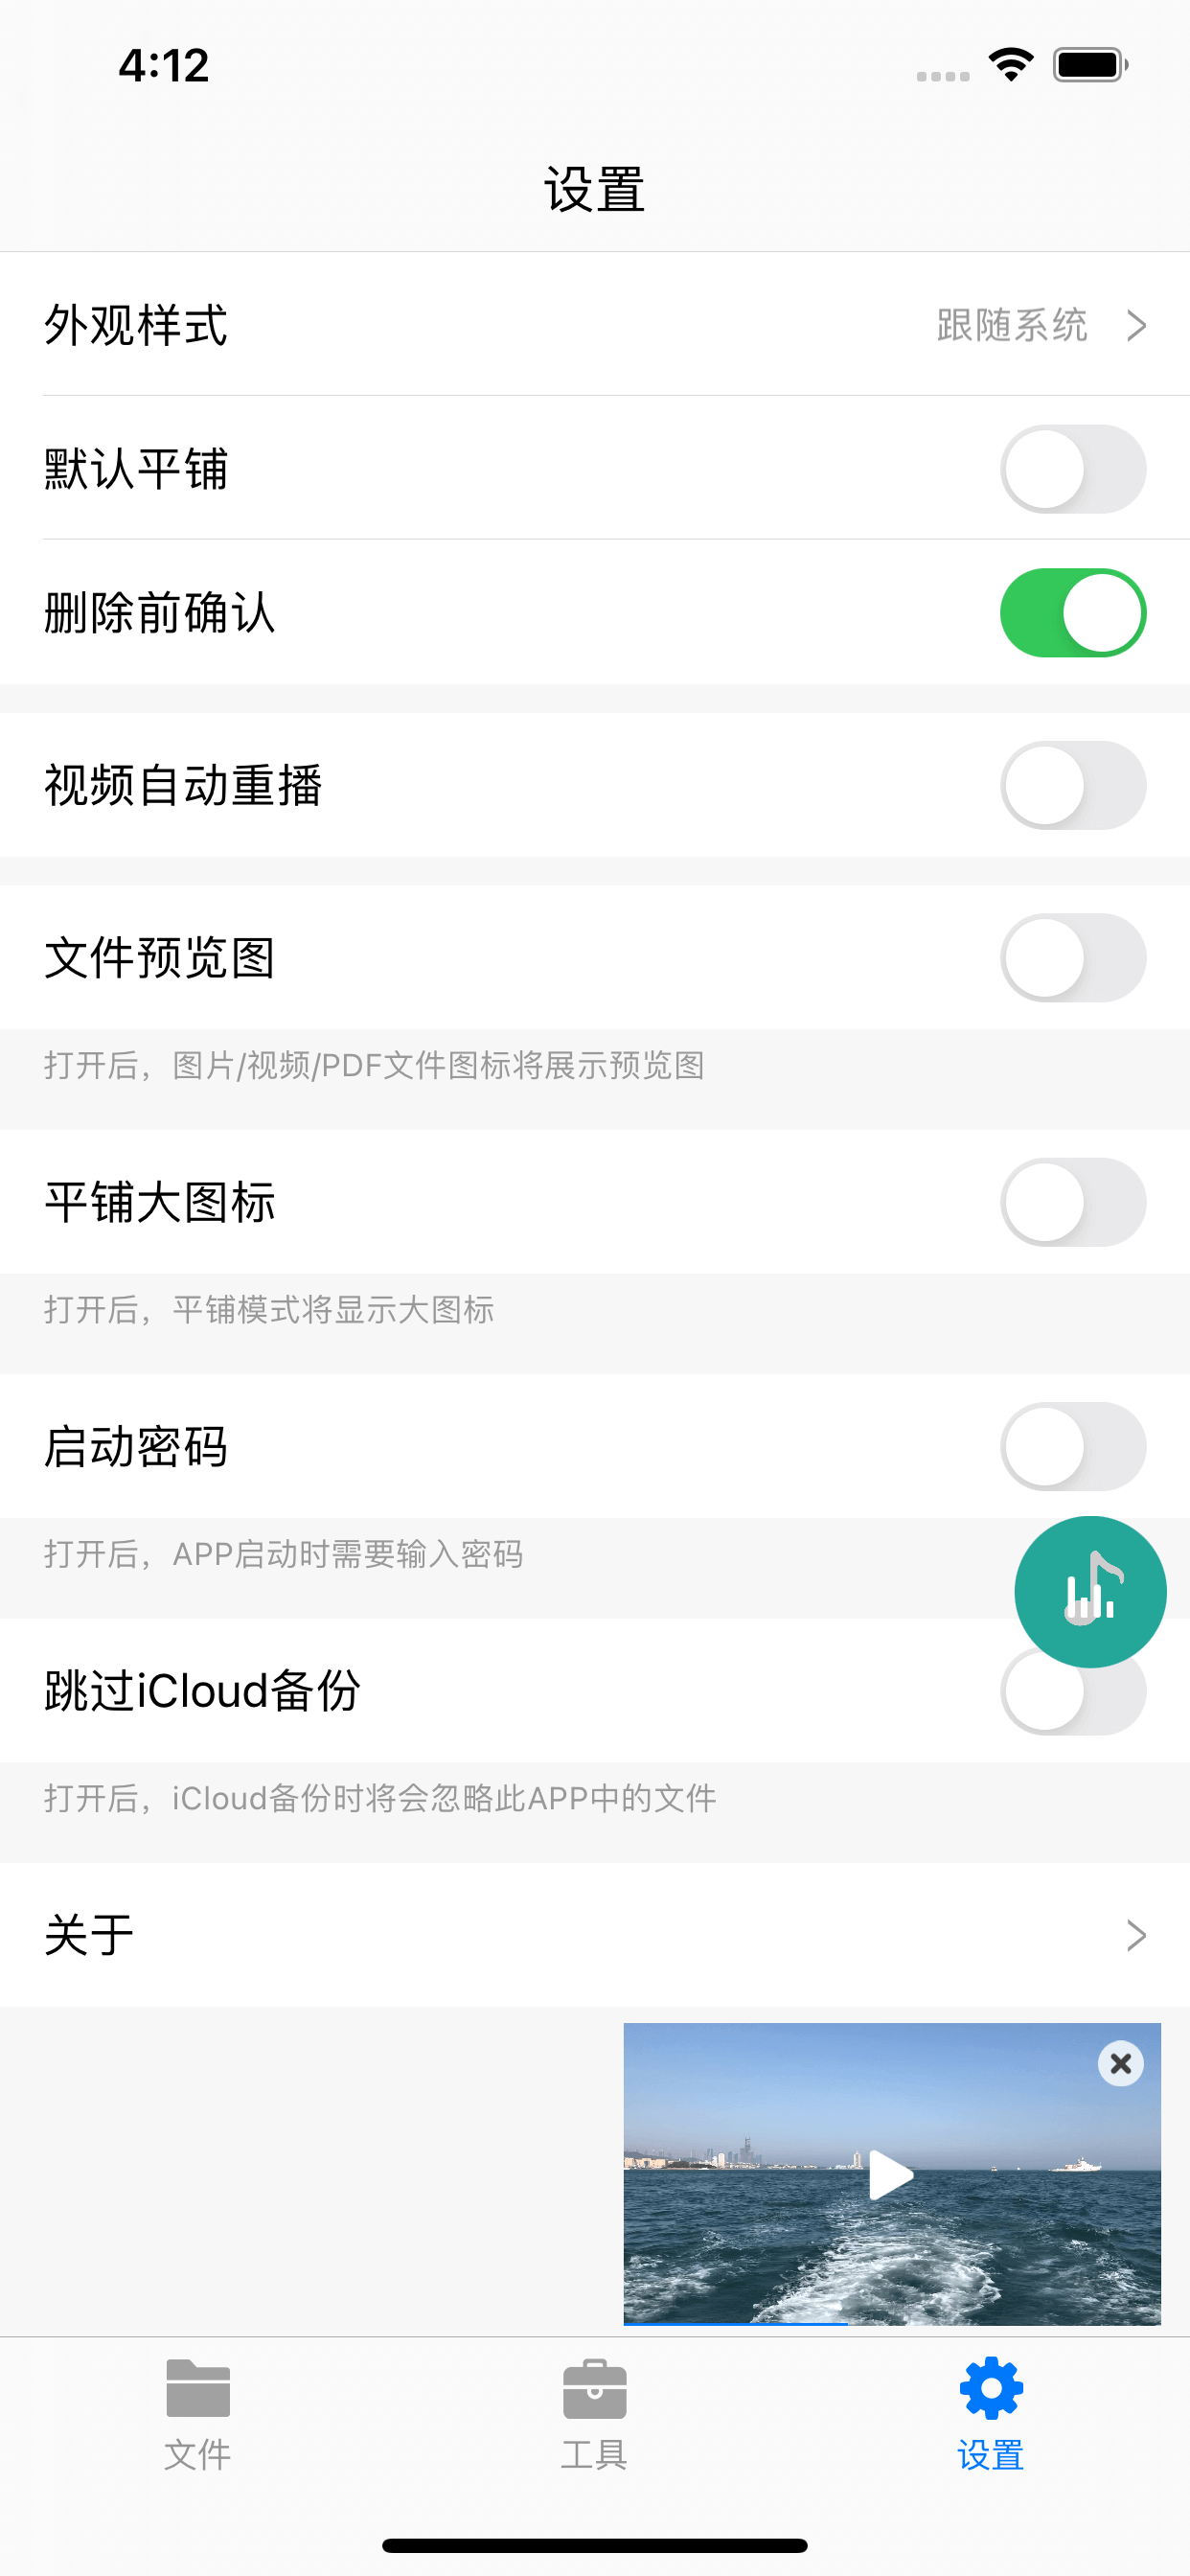 4:12
设置
外观样式
跟随系统
默认平铺
删除前确认
视频自动重播
文件预览图
打开后，图片/视频/PDF文件图标将展示预览图
平铺大图标
打开后，平铺模式将显示大图标
启动密码
打开后，APP启动时需要输入密码
跳过iCloud备份
打开后，iCloud备份时将会忽略此APP中的文件
关于
文件
工具
设置